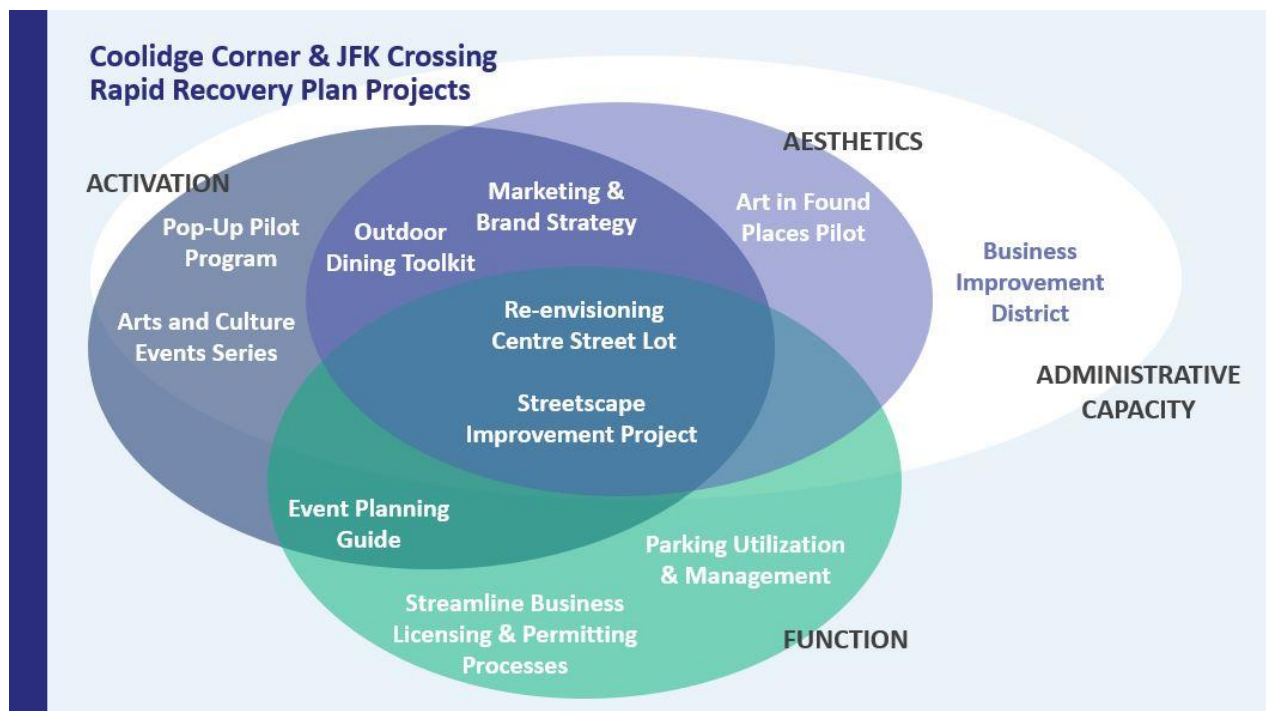 Coolidge Corner & JFK Crossing
Rapid Recovery Plan Projects
AESTHETICS
ACTIVATION
Marketing &
Brand Strategy
Art in Found
Places Pilot
Pop-Up Pilot
Program
Outdoor
Dining Toolkit
Business
Improvement
District
Re-envisioning
Centre Street Lot
Arts and Culture
Events Series
ADMINISTRATIVE
CAPACITY
Streetscape
Improvement Project
Event Planning
Guide
Parking Utilization
& Management
Streamline Business
Licensing & Permitting
Processes
FUNCTION